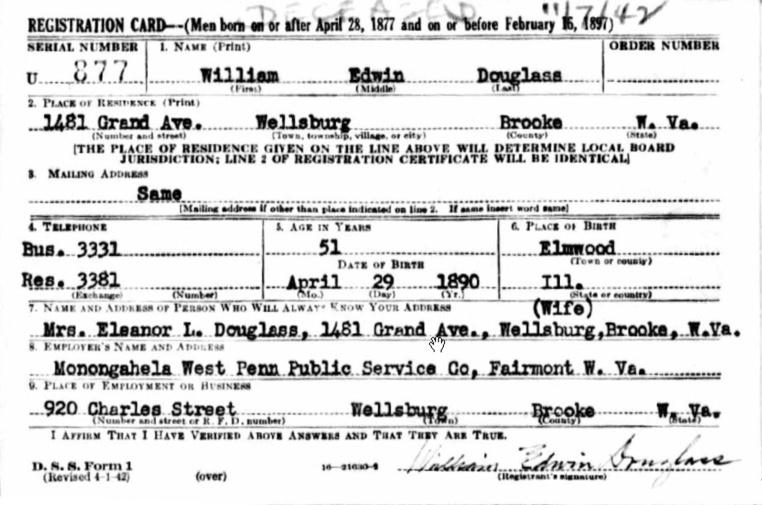 DECEASED 11/7/42
REGISTRATION CARD—(Men born on or after April 28, 1877 and on or before February 16, 1897)
SERIAL NUMBER 1. NAME (Print) ORDER NUMBER
U 877 William Edwin Douglass
(First) (Middle) (Last)
2. PLACE OF RESIDENCE (Print)
1481 Grand Ave. Wellsburg Brooke W. Va.
(Number and street) (Town, township, village, or city) (County) (State)
[THE PLACE OF RESIDENCE GIVEN ON THE LINE ABOVE WILL DETERMINE LOCAL BOARD
JURISDICTION; LINE 2 OF REGISTRATION CERTIFICATE WILL BE IDENTICAL]
3. MAILING ADDRESS
Same
[Mailing address if other than place indicated on line 2. If same insert word same]
4. TELEPHONE 5. AGE IN YEARS 6. PLACE OF BIRTH
Bus. 3331 51 Elmwood
DATE OF BIRTH (Town or county)
Res. 3381 April 29 1890 Ill.
(Exchange) (Number) (Mo.) (Day) (Yr.) (State or country)
7. NAME AND ADDRESS OF PERSON WHO WILL ALWAYS KNOW YOUR ADDRESS (Wife)
Mrs. Eleanor L. Douglass, 1481 Grand Ave., Wellsburg,Brooke, W.Va.
8. EMPLOYER'S NAME AND ADDRESS
Monongahela West Penn Public Service Co, Fairmont W. Va.
9. PLACE OF EMPLOYMENT OR BUSINESS
920 Charles Street Wellsburg Brooke W. Va.
(Number and street or R. F. D. number) (Town) (County) (State)
I AFFIRM THAT I HAVE VERIFIED ABOVE ANSWERS AND THAT THEY ARE TRUE.
D. S. S. Form 1 16—21630-2 William Edwin Douglass
(Revised 4-1-42) (over) (Registrant's signature)